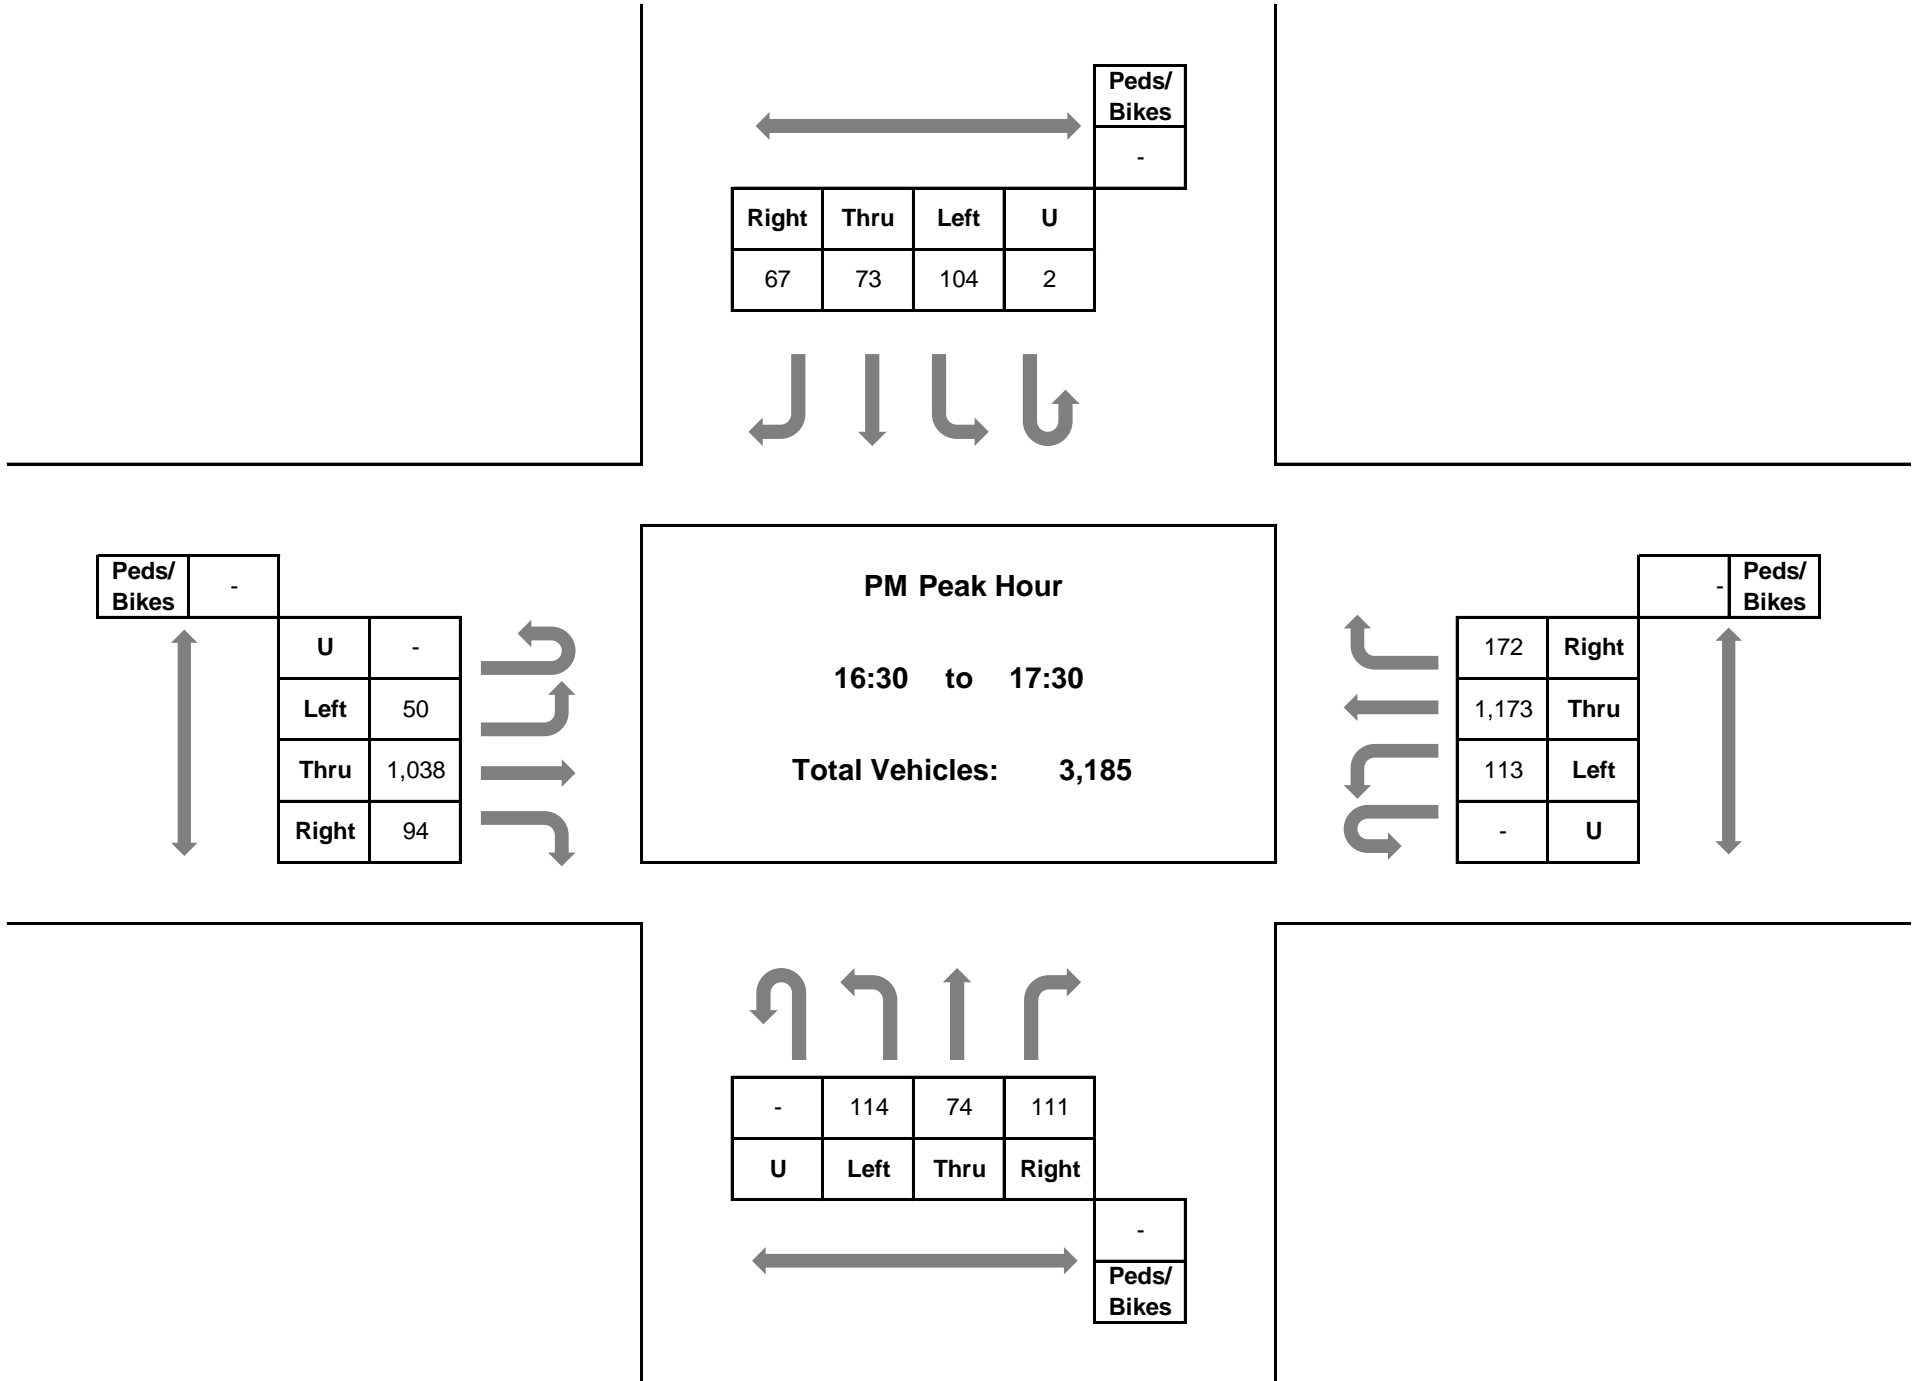 Peds/
Bikes
-
Right Thru Left U
67 73 104 2
Peds/
Bikes
-
U -
Left 50
Thru 1,038
Right 94
PM Peak Hour
16:30 to 17:30
Total Vehicles: 3,185
- Peds/
Bikes
172 Right
1,173 Thru
113 Left
- U
- 114 74 111
U Left Thru Right
-
Peds/
Bikes